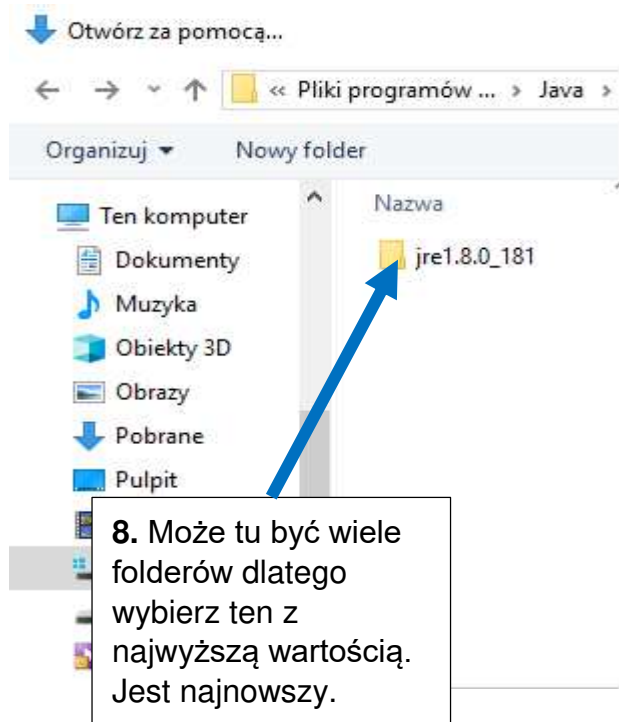 Otwórz za pomocą...
« Pliki programów ... > Java >
Organizuj Nowy folder
Nazwa
Ten komputer
jre1.8.0_181
Dokumenty
Muzyka
Obiekty 3D
Obrazy
Pobrane
Pulpit
8. Może tu być wiele
folderów dlatego
wybierz ten z
najwyższą wartością.
Jest najnowszy.